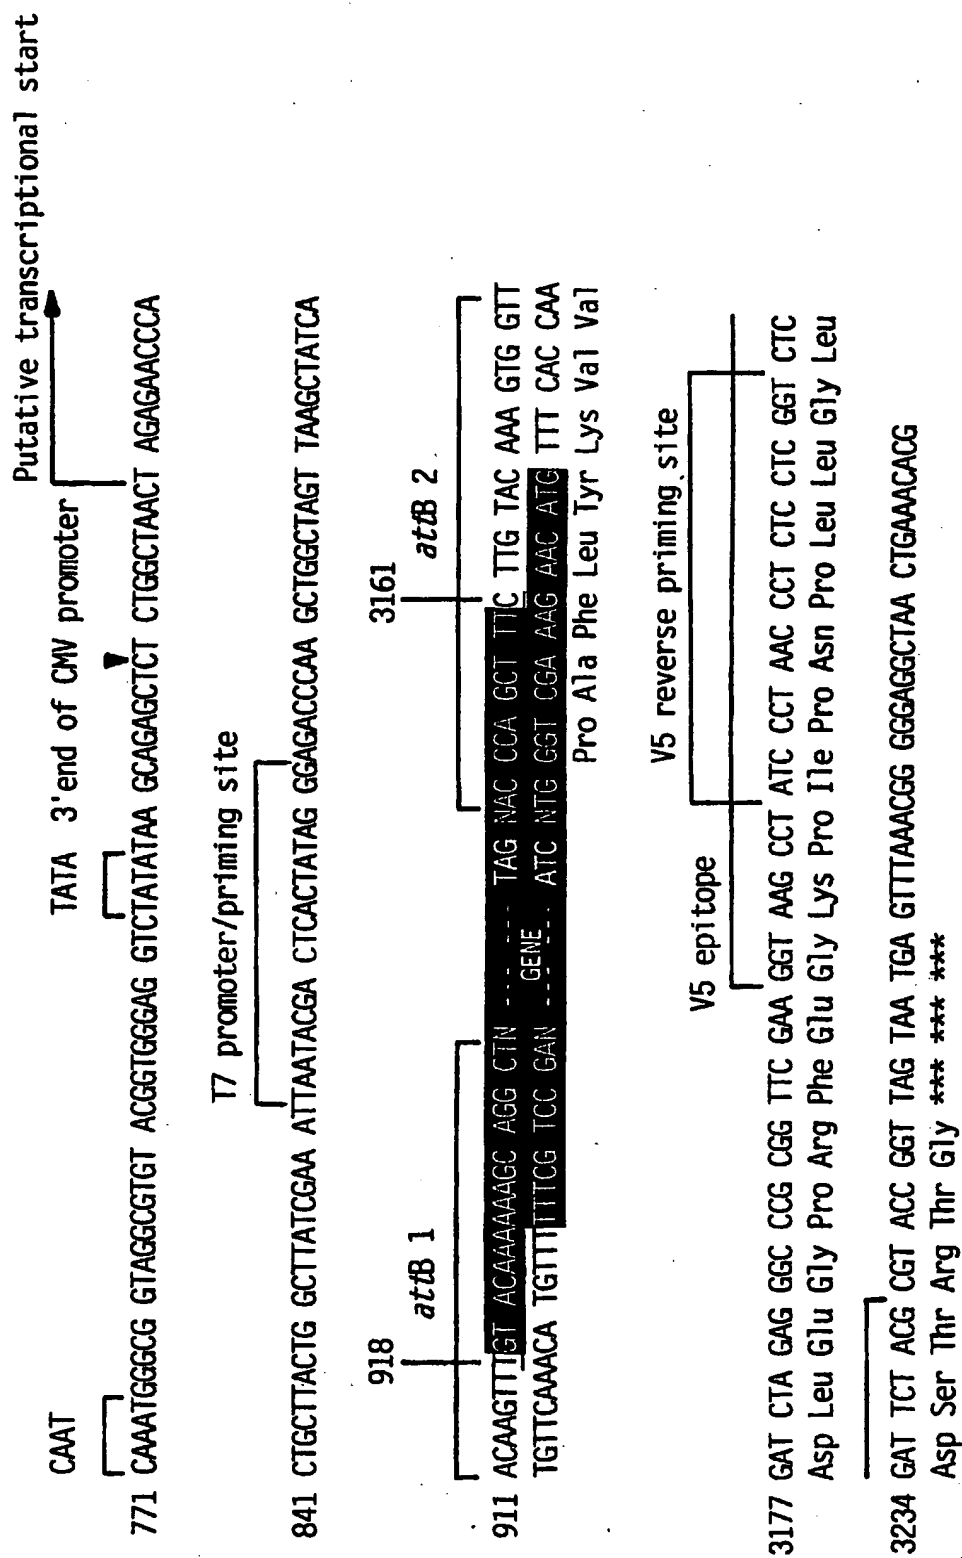 Putative transcriptional start
CAAT TATA 3'end of CMV promoter
771 CAAATGGGCG GTAGGCGTGT ACGGTGGGAG GTCTATATAA GCAGAGCTCT CTGGCTAACT AGAGAACCCA
T7 promoter/priming site
841 CTGCTTACTG GCTTATCGAA ATTAATACGA CTCACTATAG GGAGACCCAA GCTGGCTAGT TAAGCTATCA
918 3161
attB 1 attB 2
911 ACAAGTTTGT ACAAAAAAGC AGG CTN --- --- TAG NAC CCA GCT TTC TTG TAC AAA GTG GTT
GENE
TGTTCAAACA TGTTTTTTCG TCC GAN --- --- ATC NTG GGT CGA AAG AAC ATG TTT CAC CAA
Pro Ala Phe Leu Tyr Lys Val Val
V5 epitope V5 reverse priming site
3177 GAT CTA GAG GGC CCG CGG TTC GAA GGT AAG CCT ATC CCT AAC CCT CTC CTC GGT CTC
Asp Leu Glu Gly Pro Arg Phe Glu Gly Lys Pro Ile Pro Asn Pro Leu Leu Gly Leu
3234 GAT TCT ACG CGT ACC GGT TAG TAA TGA GTTTAAACGG GGGAGGCTAA CTGAAACACG
Asp Ser Thr Arg Thr Gly *** *** ***